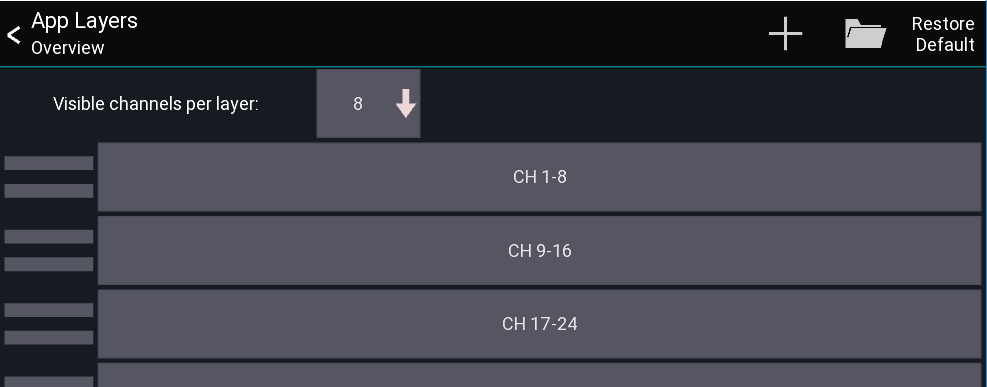 App Layers
Overview
Restore
Default
Visible channels per layer:
8
CH 1-8
CH 9-16
CH 17-24